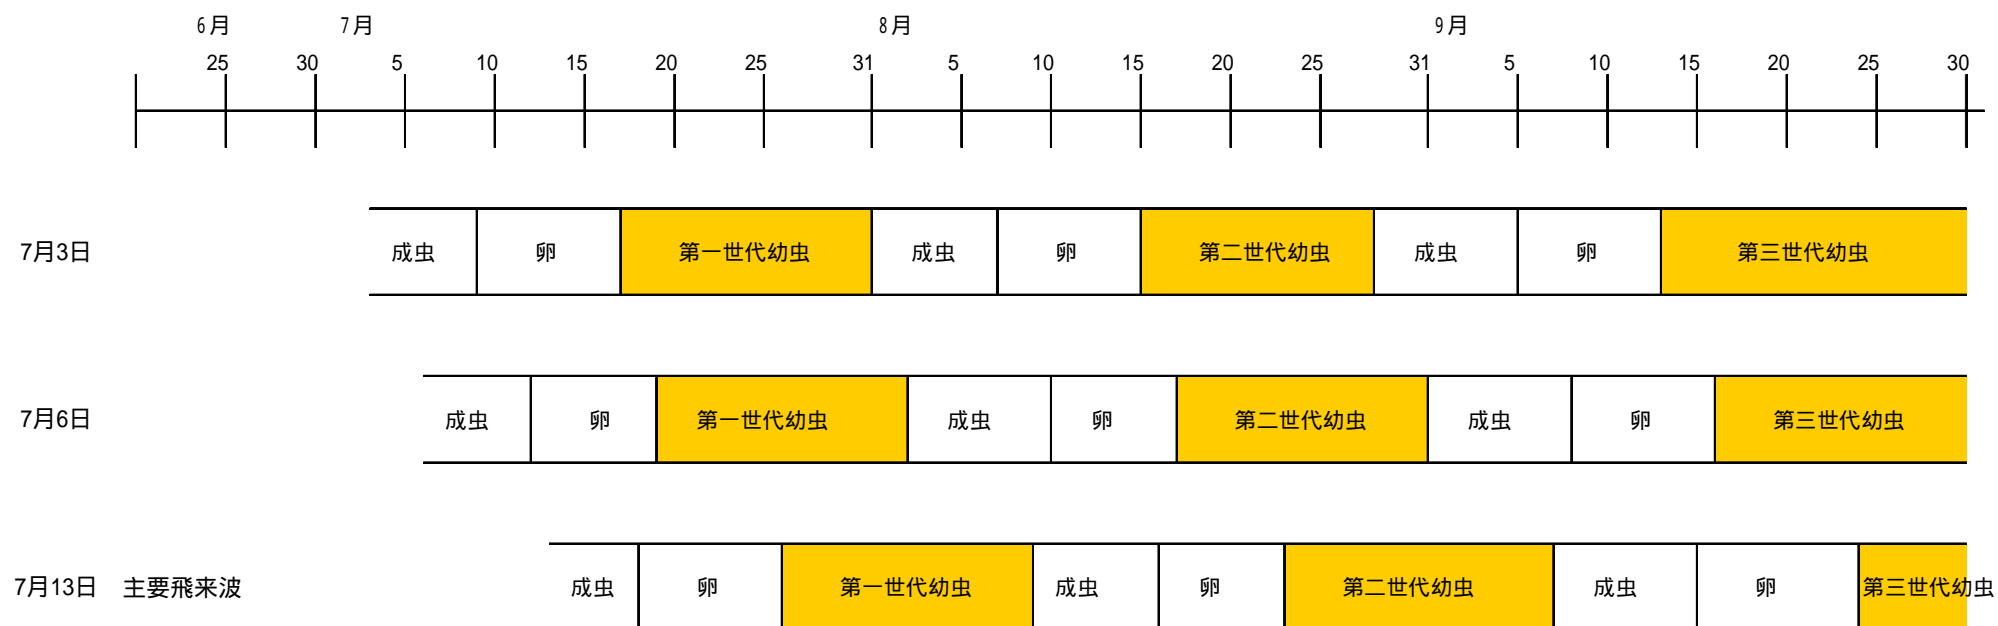 6月 7月 8月 9月
25 30 5 10 15 20 25 31 5 10 15 20 25 31 5 10 15 20 25 30
7月3日 成虫 卵 第一世代幼虫 成虫 卵 第二世代幼虫 成虫 卵 第三世代幼虫
7月6日 成虫 卵 第一世代幼虫 成虫 卵 第二世代幼虫 成虫 卵 第三世代幼虫
7月13日 主要飛来波 成虫 卵 第一世代幼虫 成虫 卵 第二世代幼虫 成虫 卵 第三世代幼虫